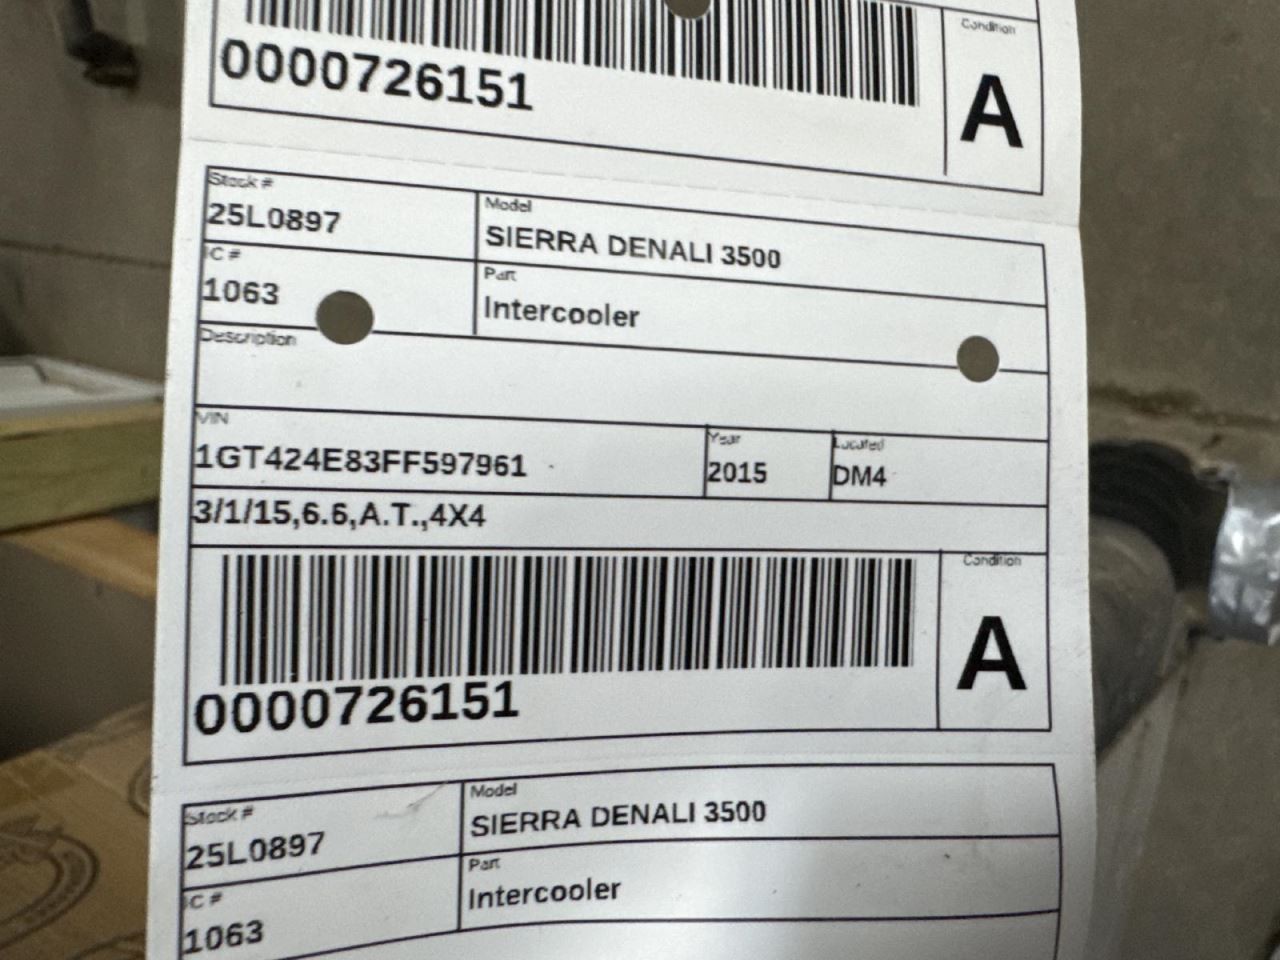 Condition
0000726151
A
Stock #
25L0897
Model
SIERRA DENALI 3500
IC #
1063
Part
Intercooler
Description
VIN
1GT424E83FF597961
Year
2015
Located
DM4
3/1/15,6.6,A.T.,4X4
Condition
0000726151
A
Stock #
25L0897
Model
SIERRA DENALI 3500
IC #
1063
Part
Intercooler